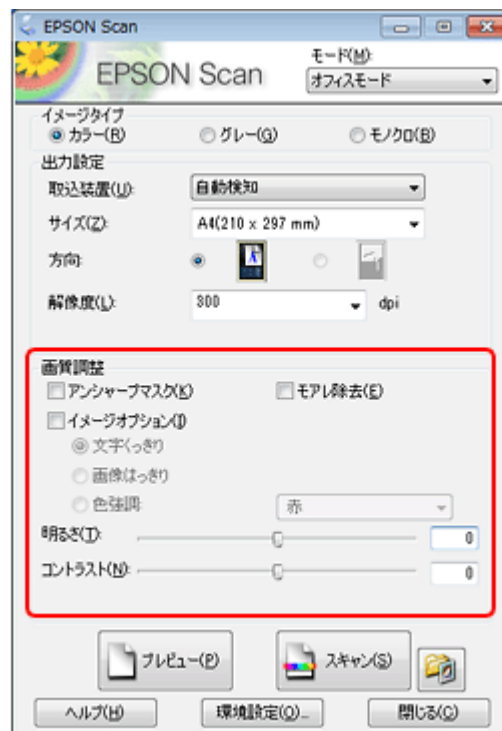 EPSON Scan
EPSON Scan
モード(M):
オフィスモード
イメージタイプ
カラー(R) グレー(G) モノクロ(B)
出力設定
取込装置(U): 自動検知
サイズ(Z): A4(210 x 297 mm)
方向:
解像度(L): 300 dpi
画質調整
アンシャープマスク(K) モアレ除去(E)
イメージオプション(I)
文字くっきり
画像はっきり
色強調: 赤
明るさ(T): 0
コントラスト(N): 0
プレビュー(P) スキャン(S)
ヘルプ(H) 環境設定(O)... 閉じる(C)